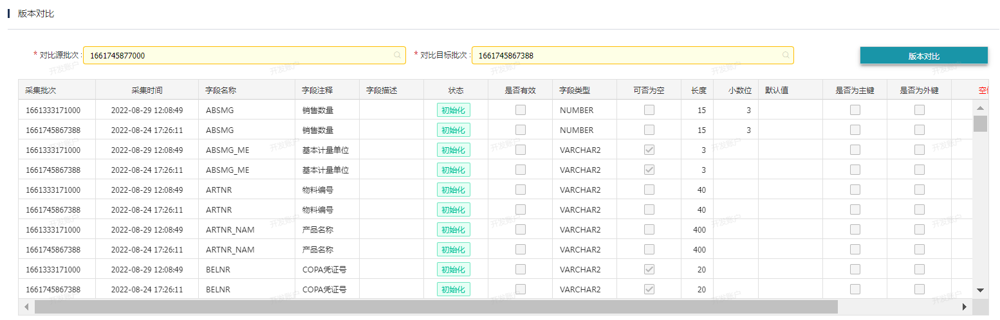 版本对比
* 对比源批次 : 1661745877000 * 对比目标批次 : 1661745867388 版本对比
采集批次 采集时间 字段名称 字段注释 字段描述 状态 是否有效 字段类型 可否为空 长度 小数位 默认值 是否为主键 是否为外键
1661333171000 2022-08-29 12:08:49 ABSMG 销售数量 初始化 NUMBER 15 3
1661745867388 2022-08-24 17:26:11 ABSMG 销售数量 初始化 NUMBER 15 3
1661333171000 2022-08-29 12:08:49 ABSMG_ME 基本计量单位 初始化 VARCHAR2 3
1661745867388 2022-08-24 17:26:11 ABSMG_ME 基本计量单位 初始化 VARCHAR2 3
1661333171000 2022-08-29 12:08:49 ARTNR 物料编号 初始化 VARCHAR2 40
1661745867388 2022-08-24 17:26:11 ARTNR 物料编号 初始化 VARCHAR2 40
1661333171000 2022-08-29 12:08:49 ARTNR_NAM 产品名称 初始化 VARCHAR2 400
1661745867388 2022-08-24 17:26:11 ARTNR_NAM 产品名称 初始化 VARCHAR2 400
1661333171000 2022-08-29 12:08:49 BELNR COPA凭证号 初始化 VARCHAR2 20
1661745867388 2022-08-24 17:26:11 BELNR COPA凭证号 初始化 VARCHAR2 20